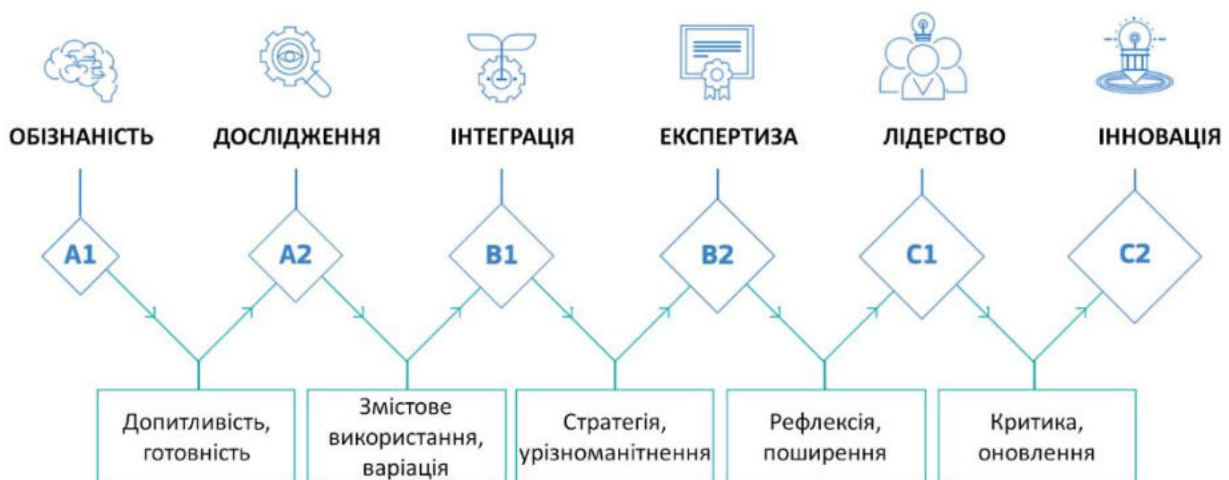 ОБІЗНАНІСТЬ
ДОСЛІДЖЕННЯ
ІНТЕГРАЦІЯ
ЕКСПЕРТИЗА
ЛІДЕРСТВО
ІННОВАЦІЯ
A1
A2
B1
B2
C1
C2
Допитливість,
готовність
Змістове
використання,
варіація
Стратегія,
урізноманітнення
Рефлексія,
поширення
Критика,
оновлення